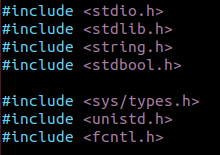 #include <stdio.h>
#include <stdlib.h>
#include <string.h>
#include <stdbool.h>
#include <sys/types.h>
#include <unistd.h>
#include <fcntl.h>